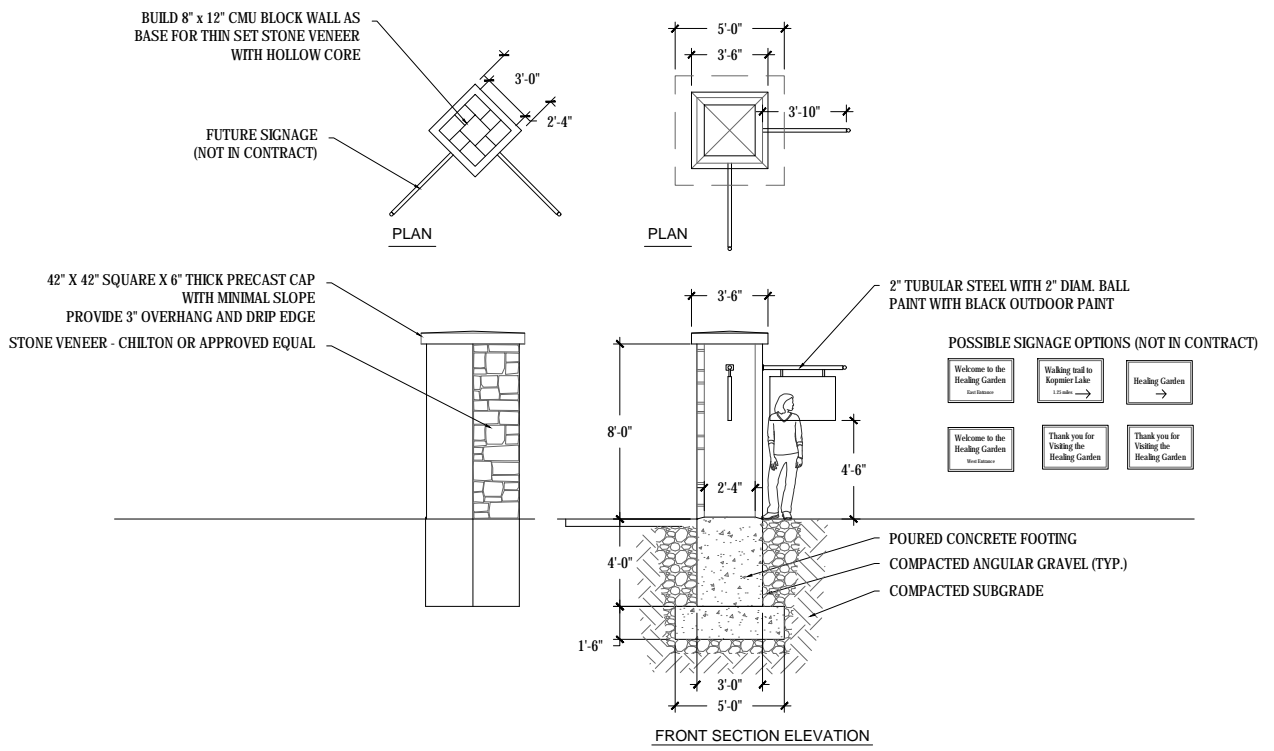 BUILD 8" x 12" CMU BLOCK WALL AS
BASE FOR THIN SET STONE VENEER
WITH HOLLOW CORE
3'-0"
2'-4"
FUTURE SIGNAGE
(NOT IN CONTRACT)
PLAN
5'-0"
3'-6"
3'-10"
PLAN
42" X 42" SQUARE X 6" THICK PRECAST CAP
WITH MINIMAL SLOPE
PROVIDE 3" OVERHANG AND DRIP EDGE
STONE VENEER - CHILTON OR APPROVED EQUAL
3'-6"
2" TUBULAR STEEL WITH 2" DIAM. BALL
PAINT WITH BLACK OUTDOOR PAINT
8'-0"
2'-4"
4'-6"
4'-0"
1'-6"
3'-0"
5'-0"
POURED CONCRETE FOOTING
COMPACTED ANGULAR GRAVEL (TYP.)
COMPACTED SUBGRADE
FRONT SECTION ELEVATION
POSSIBLE SIGNAGE OPTIONS (NOT IN CONTRACT)
Welcome to the
Healing Garden
East Entrance
Walking trail to
Kopmier Lake
1.25 miles
Healing Garden
Welcome to the
Healing Garden
West Entrance
Thank you for
Visiting the
Healing Garden
Thank you for
Visiting the
Healing Garden